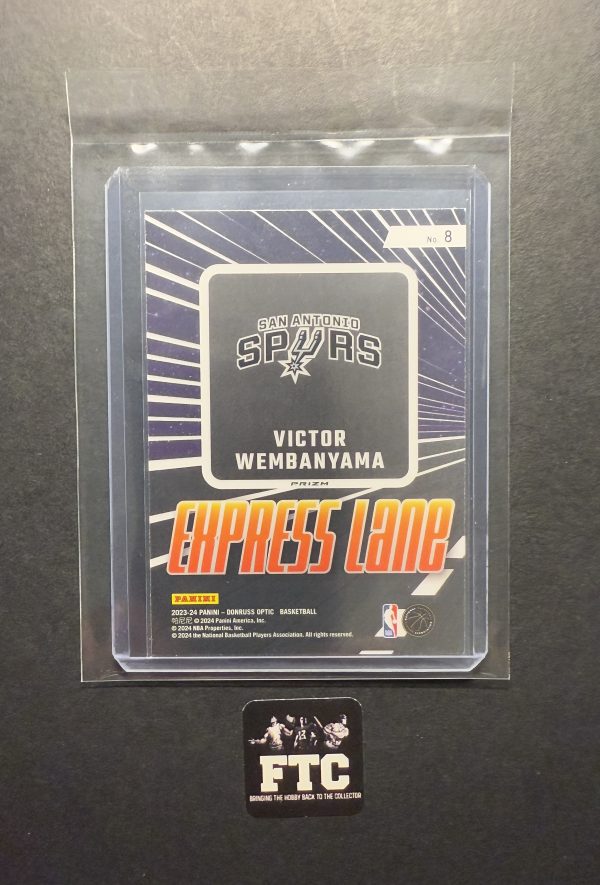 No. 8
SAN ANTONIO
SPURS
VICTOR
WEMBANYAMA
PRIZM
EXPRESS Lane
PANINI
2023-24 PANINI – DONRUSS OPTIC BASKETBALL
帕尼尼 © 2024 Panini America, Inc.
© 2024 NBA Properties, Inc.
© 2024 the National Basketball Players Association. All rights reserved.
FTC
BRINGING THE HOBBY BACK TO THE COLLECTOR